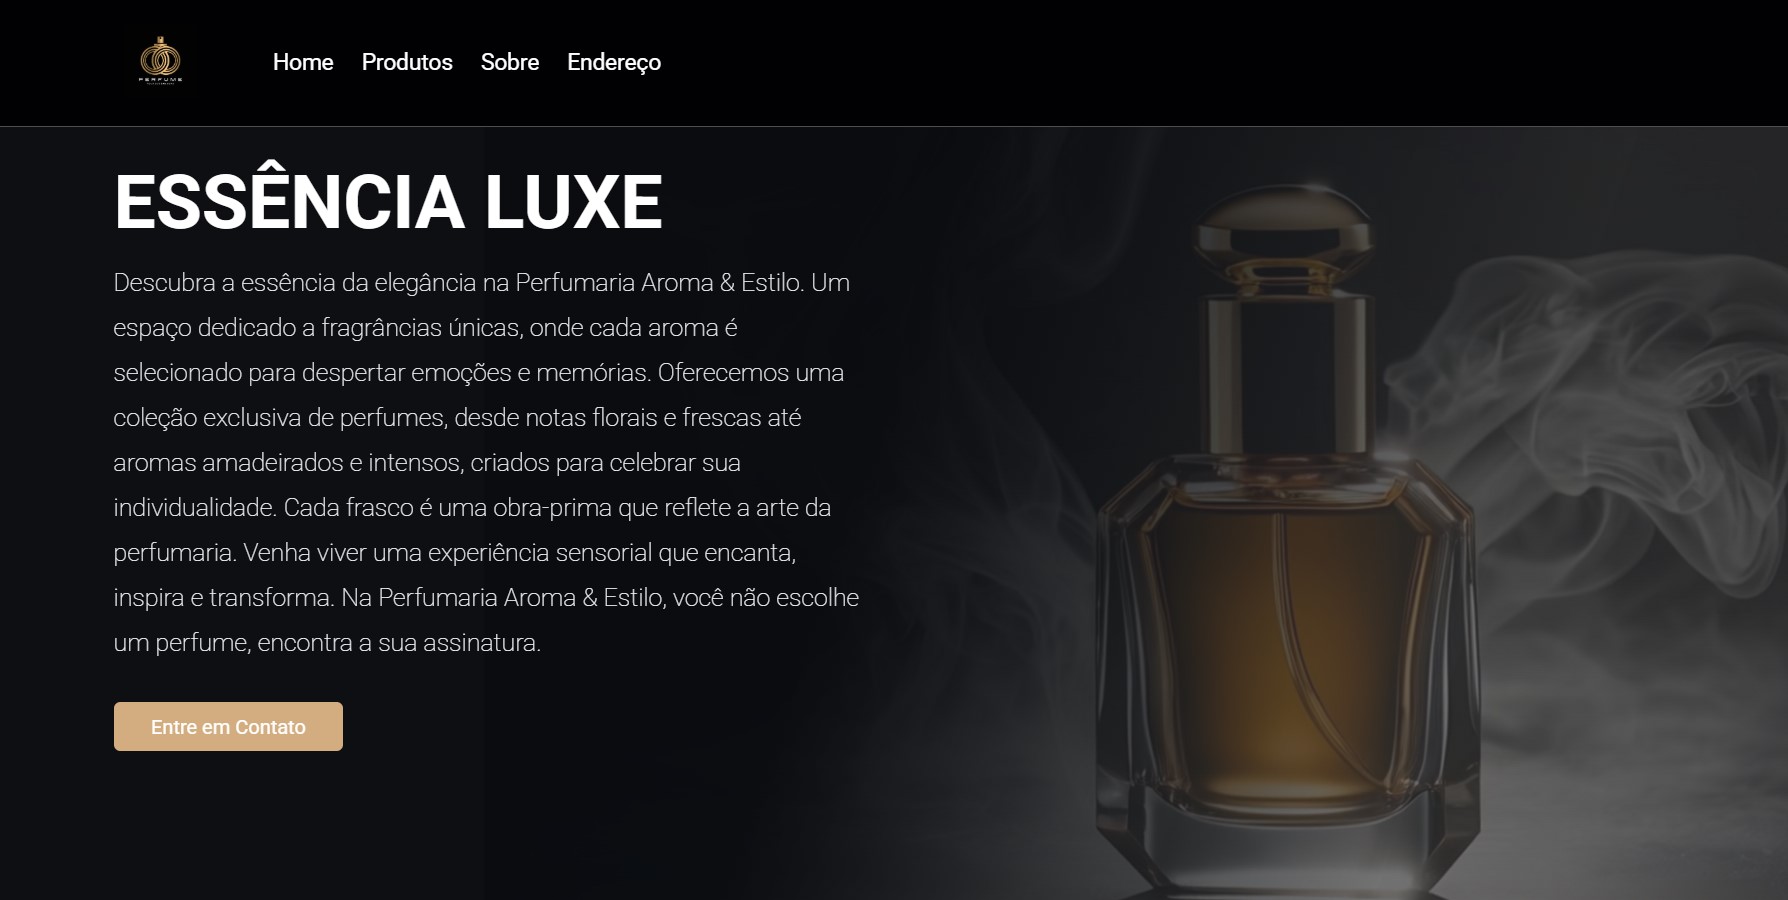 PERFUME
Home Produtos Sobre Endereço
ESSÊNCIA LUXE
Descubra a essência da elegância na Perfumaria Aroma & Estilo. Um
espaço dedicado a fragrâncias únicas, onde cada aroma é
selecionado para despertar emoções e memórias. Oferecemos uma
coleção exclusiva de perfumes, desde notas florais e frescas até
aromas amadeirados e intensos, criados para celebrar sua
individualidade. Cada frasco é uma obra-prima que reflete a arte da
perfumaria. Venha viver uma experiência sensorial que encanta,
inspira e transforma. Na Perfumaria Aroma & Estilo, você não escolhe
um perfume, encontra a sua assinatura.
Entre em Contato